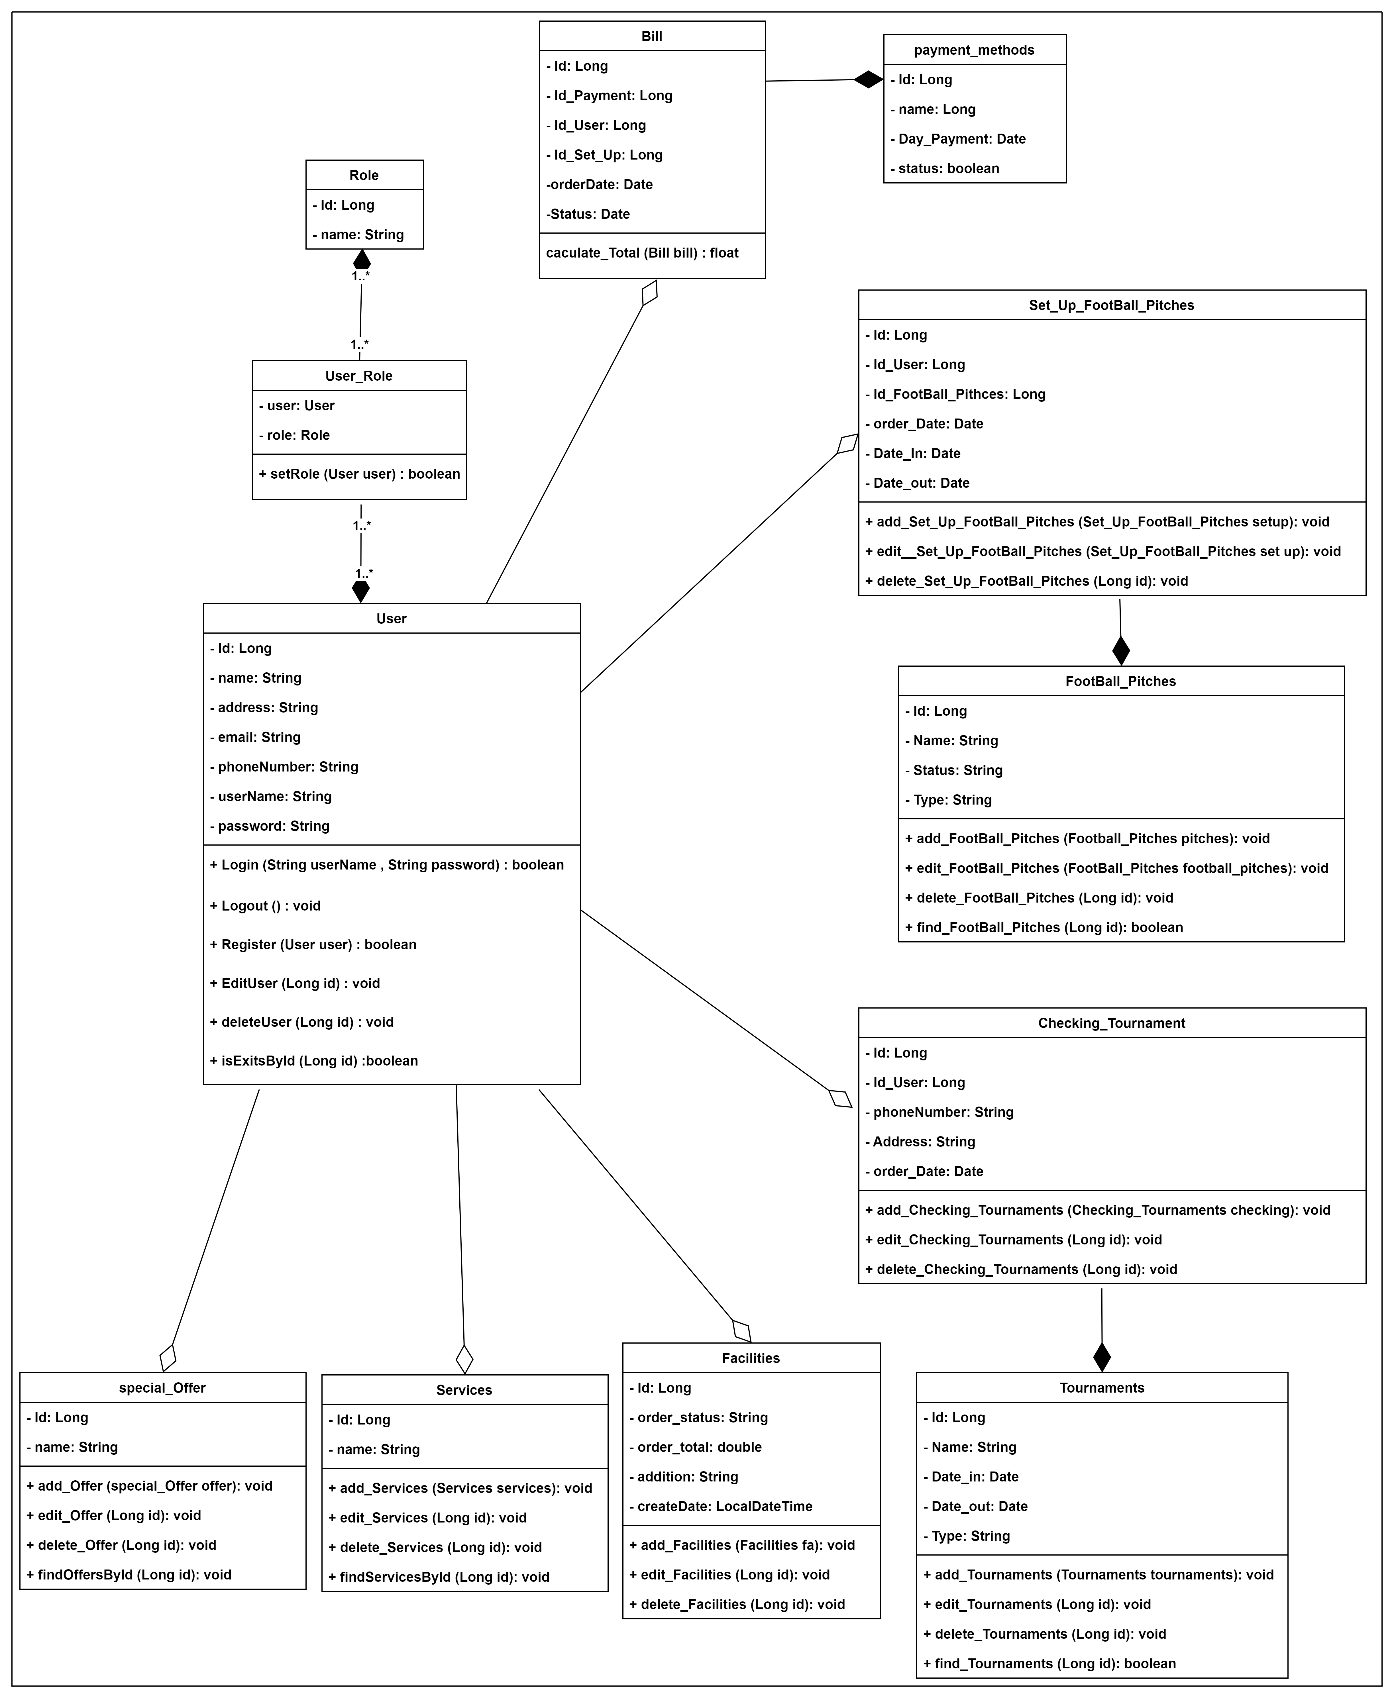 Bill
- Id: Long
- Id_Payment: Long
- Id_User: Long
- Id_Set_Up: Long
-orderDate: Date
-Status: Date
caculate_Total (Bill bill) : float
payment_methods
- Id: Long
- name: Long
- Day_Payment: Date
- status: boolean
Role
- Id: Long
- name: String
1..*
1..*
User_Role
- user: User
- role: Role
+ setRole (User user) : boolean
1..*
1..*
Set_Up_FootBall_Pitches
- Id: Long
- Id_User: Long
- Id_FootBall_Pithces: Long
- order_Date: Date
- Date_In: Date
- Date_out: Date
+ add_Set_Up_FootBall_Pitches (Set_Up_FootBall_Pitches setup): void
+ edit__Set_Up_FootBall_Pitches (Set_Up_FootBall_Pitches set up): void
+ delete_Set_Up_FootBall_Pitches (Long id): void
User
- Id: Long
- name: String
- address: String
- email: String
- phoneNumber: String
- userName: String
- password: String
+ Login (String userName , String password) : boolean
+ Logout () : void
+ Register (User user) : boolean
+ EditUser (Long id) : void
+ deleteUser (Long id) : void
+ isExitsById (Long id) :boolean
FootBall_Pitches
- Id: Long
- Name: String
- Status: String
- Type: String
+ add_FootBall_Pitches (Football_Pitches pitches): void
+ edit_FootBall_Pitches (FootBall_Pitches football_pitches): void
+ delete_FootBall_Pitches (Long id): void
+ find_FootBall_Pitches (Long id): boolean
Checking_Tournament
- Id: Long
- Id_User: Long
- phoneNumber: String
- Address: String
- order_Date: Date
+ add_Checking_Tournaments (Checking_Tournaments checking): void
+ edit_Checking_Tournaments (Long id): void
+ delete_Checking_Tournaments (Long id): void
special_Offer
- Id: Long
- name: String
+ add_Offer (special_Offer offer): void
+ edit_Offer (Long id): void
+ delete_Offer (Long id): void
+ findOffersById (Long id): void
Services
- Id: Long
- name: String
+ add_Services (Services services): void
+ edit_Services (Long id): void
+ delete_Services (Long id): void
+ findServicesById (Long id): void
Facilities
- Id: Long
- order_status: String
- order_total: double
- addition: String
- createDate: LocalDateTime
+ add_Facilities (Facilities fa): void
+ edit_Facilities (Long id): void
+ delete_Facilities (Long id): void
Tournaments
- Id: Long
- Name: String
- Date_in: Date
- Date_out: Date
- Type: String
+ add_Tournaments (Tournaments tournaments): void
+ edit_Tournaments (Long id): void
+ delete_Tournaments (Long id): void
+ find_Tournaments (Long id): boolean